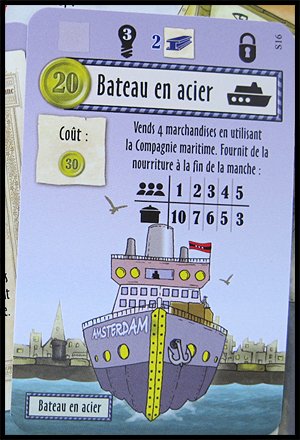 3
2
S16
20
Bateau en acier
Coût :
30
Vends 4 marchandises en utilisant
la Compagnie maritime. Fournit de la
nourriture à la fin de la manche :
1 2 3 4 5
10 7 6 5 3
AMSTERDAM
Bateau en acier